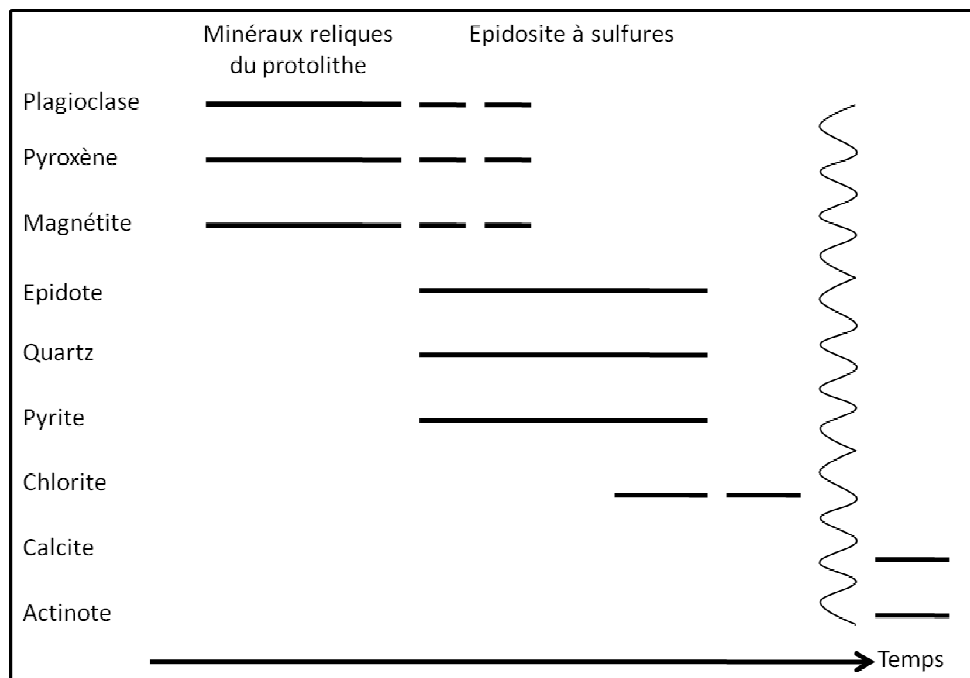 Minéraux reliques
du protolithe
Epidosite à sulfures
Plagioclase
Pyroxène
Magnétite
Epidote
Quartz
Pyrite
Chlorite
Calcite
Actinote
Temps